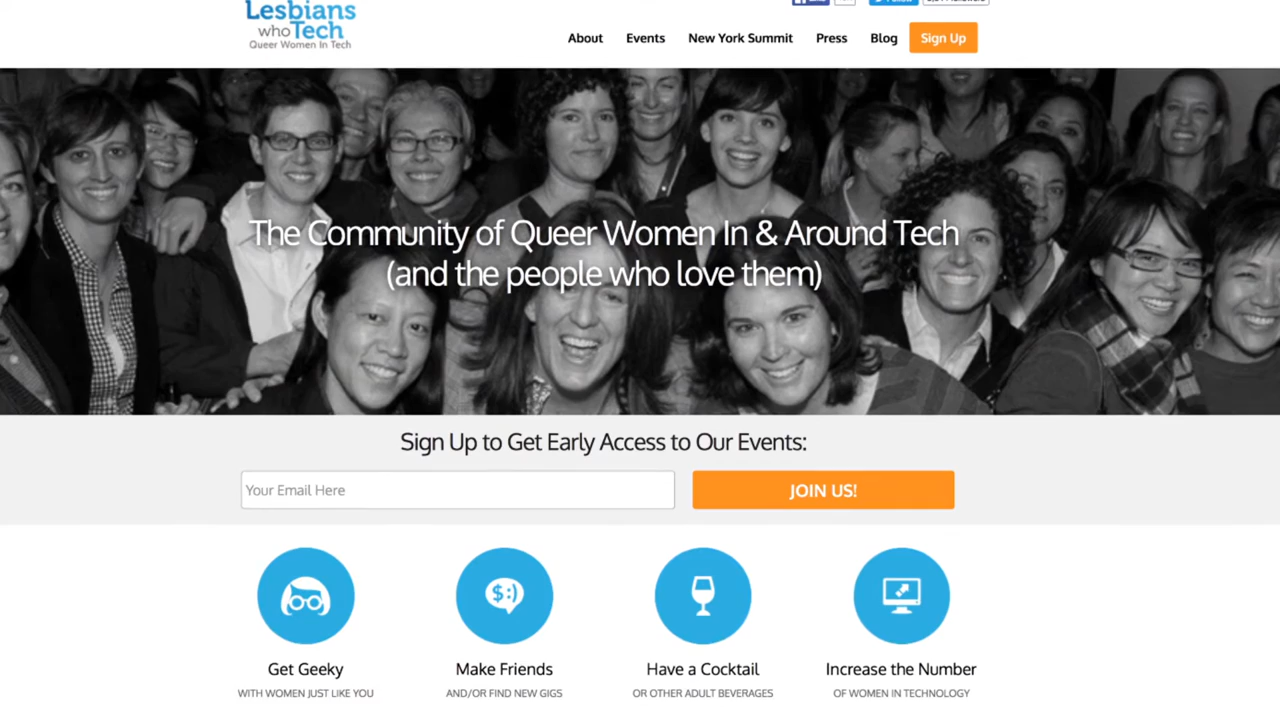 Lesbians
who Tech
Queer Women In Tech
About Events New York Summit Press Blog Sign Up
The Community of Queer Women In & Around Tech
(and the people who love them)
Sign Up to Get Early Access to Our Events:
Your Email Here JOIN US!
$:)
Get Geeky Make Friends Have a Cocktail Increase the Number
WITH WOMEN JUST LIKE YOU AND/OR FIND NEW GIGS OR OTHER ADULT BEVERAGES OF WOMEN IN TECHNOLOGY